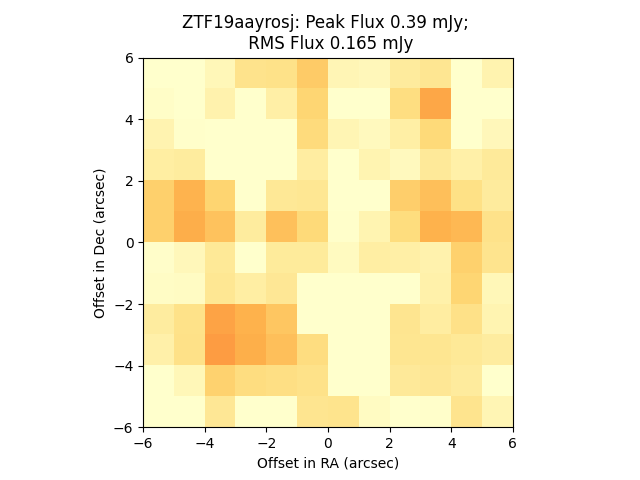 ZTF19aayrosj: Peak Flux 0.39 mJy;
RMS Flux 0.165 mJy
6
4
2
0
−2
−4
−6
Offset in Dec (arcsec)
−6 −4 −2 0 2 4 6
Offset in RA (arcsec)